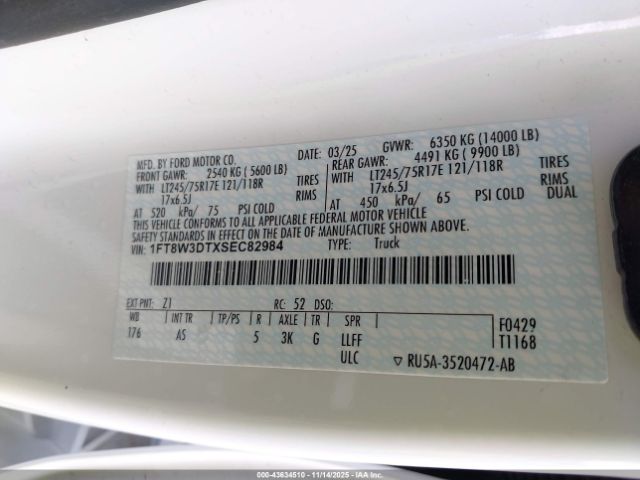 MFD. BY FORD MOTOR CO.
DATE: 03/25 GVWR: 6350 KG (14000 LB)
FRONT GAWR: 2540 KG (5600 LB)
REAR GAWR: 4491 KG (9900 LB)
WITH LT245/75R17E 121/118R TIRES
17x6.5J RIMS
AT 520 kPa/ 75 PSI COLD
WITH LT245/75R17E 121/118R TIRES
17x6.5J RIMS
AT 450 kPa/ 65 PSI COLD DUAL
THIS VEHICLE CONFORMS TO ALL APPLICABLE FEDERAL MOTOR VEHICLE
SAFETY STANDARDS IN EFFECT ON THE DATE OF MANUFACTURE SHOWN ABOVE.
VIN: 1FT8W3DTXSEC82984 TYPE: Truck
EXT PNT: Z1 RC: 52 DSO:
WB INT TR TP/PS R AXLE TR SPR
176 AS 5 3K G LLFF
ULC
F0429
T1168
▽ RU5A-3520472-AB
000-43634510 - 11/14/2025 - IAAI.com